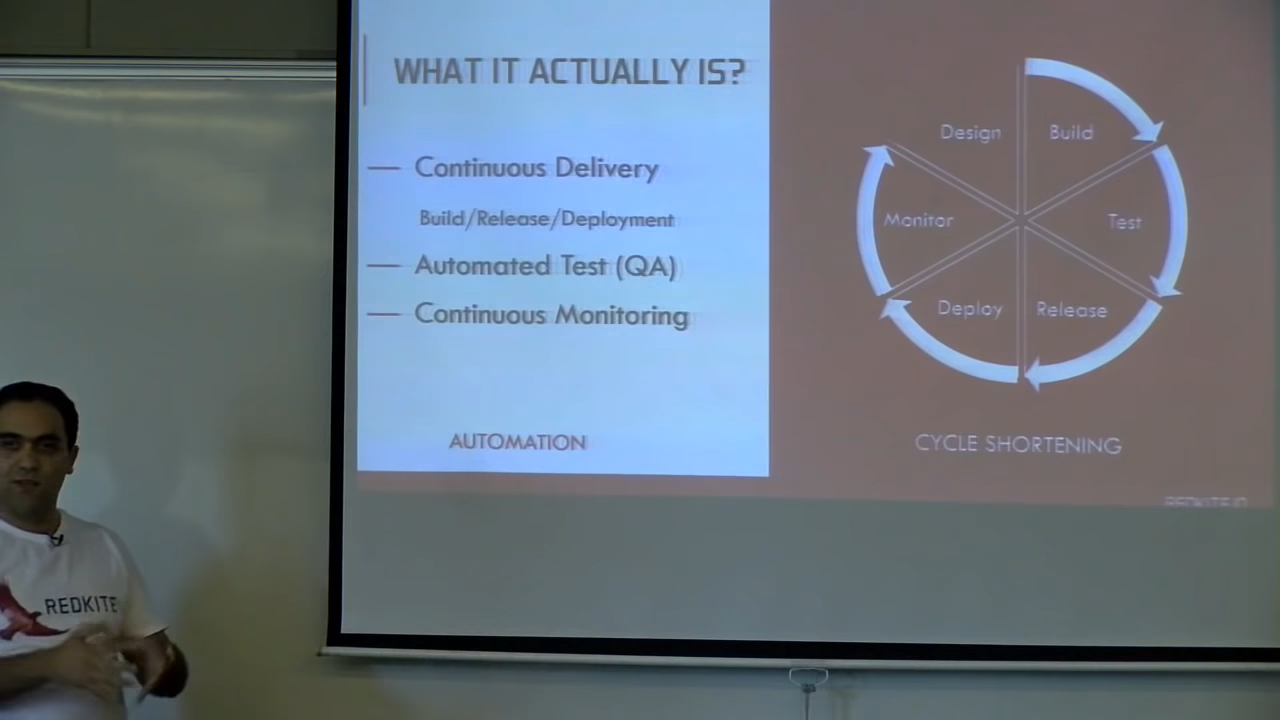 WHAT IT ACTUALLY IS?
Continuous Delivery
Build/Release/Deployment
Automated Test (QA)
Continuous Monitoring
AUTOMATION
Design
Build
Monitor
Test
Deploy
Release
CYCLE SHORTENING
REDKITE